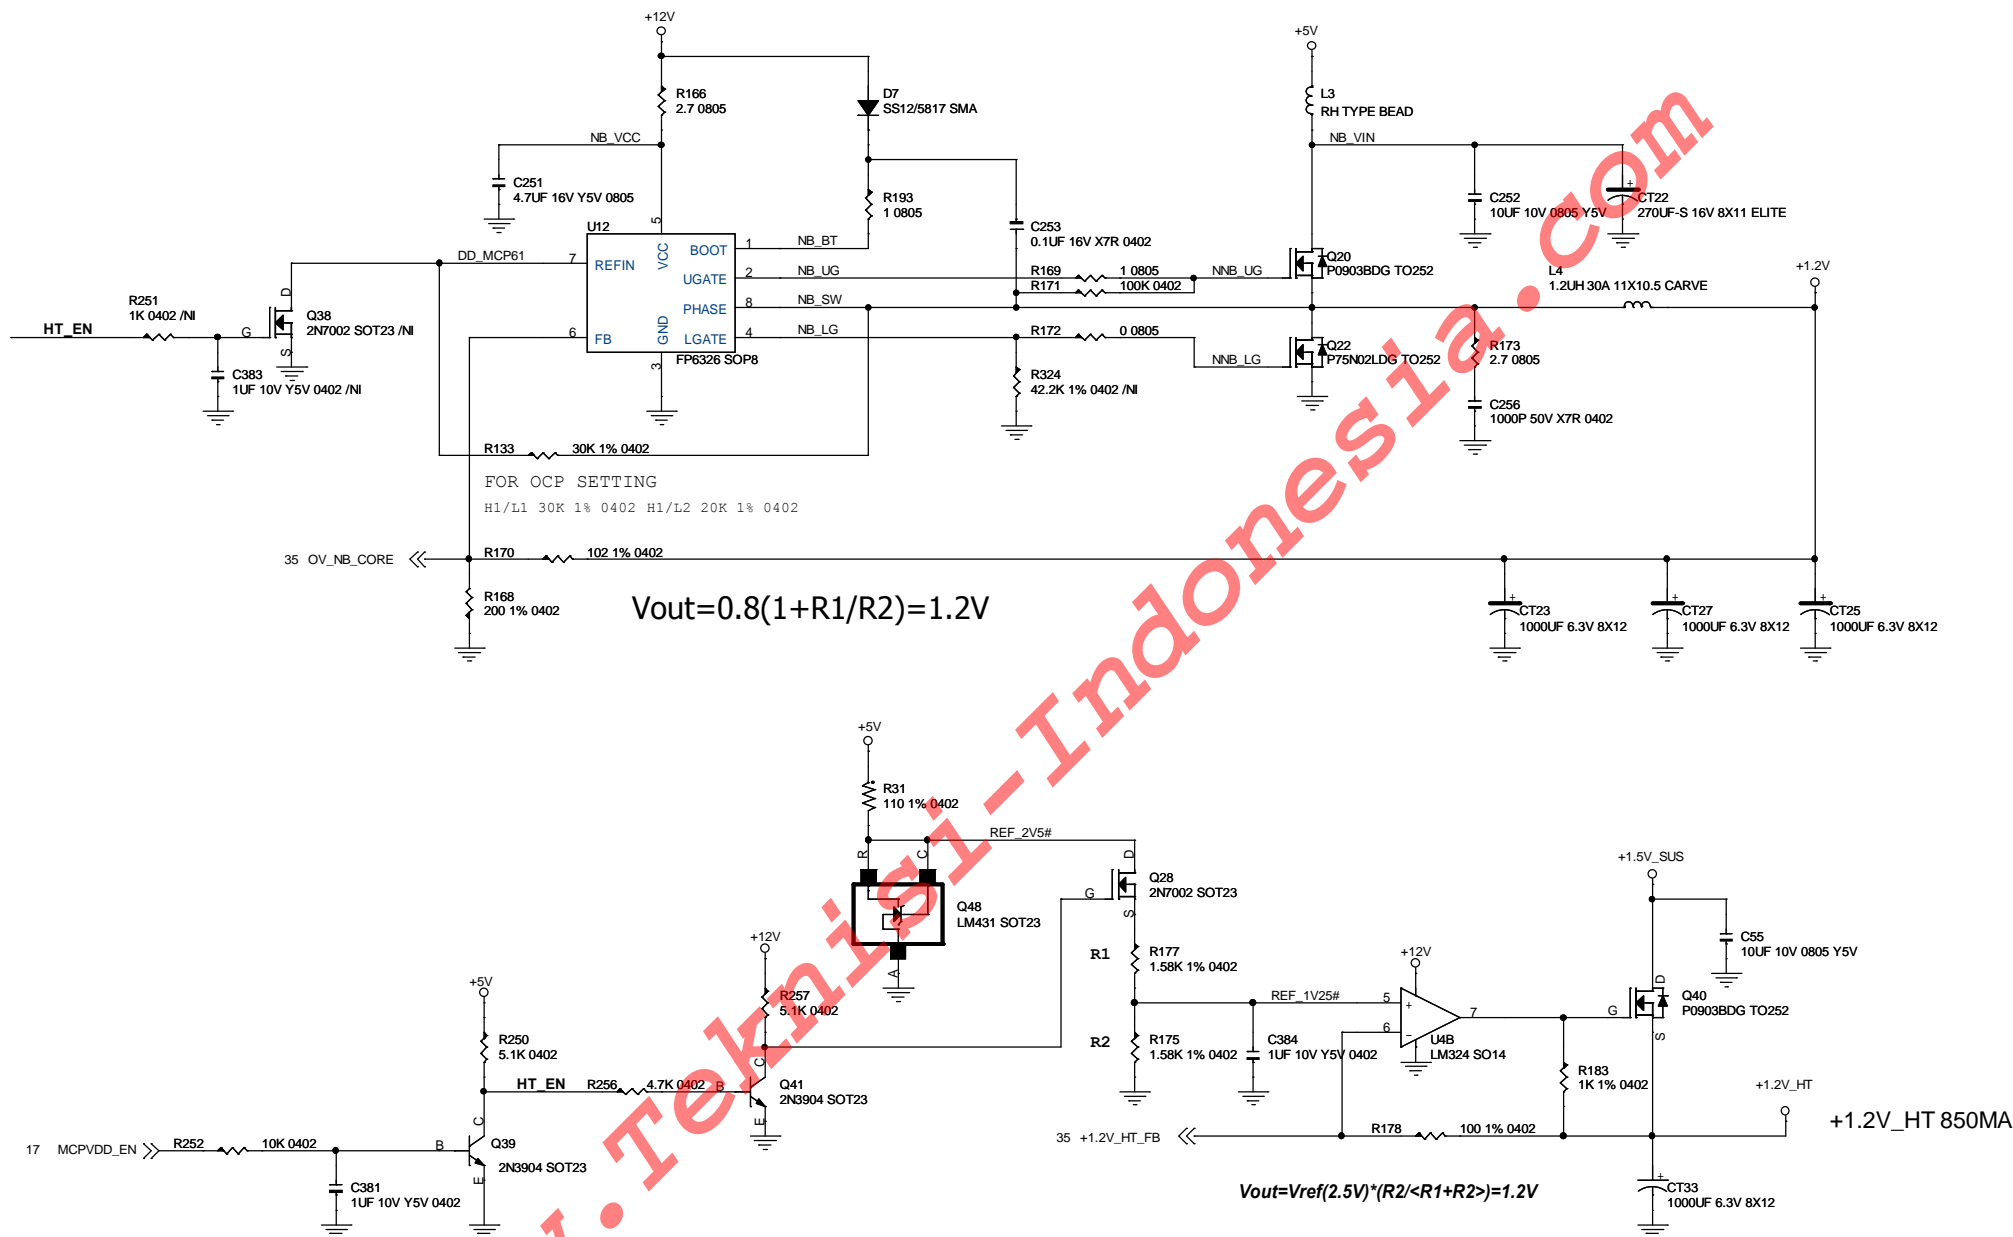 +12V
+5V
R166
2.7 0805
D7
SS12/5817 SMA
L3
RH TYPE BEAD
NB_VCC
NB_VIN
C251
4.7UF 16V Y5V 0805
R193
1 0805
C252
10UF 10V 0805 Y5V
CT22
270UF-S 16V 8X11 ELITE
C253
0.1UF 16V X7R 0402
U12
5
VCC
BOOT
1
NB_BT
DD_MCP61
7
REFIN
UGATE
2
NB_UG
R169
1 0805
NNB_UG
Q20
P0903BDG TO252
R171
100K 0402
L4
1.2UH 30A 11X10.5 CARVE
+1.2V
R251
1K 0402 /NI
D
Q38
2N7002 SOT23 /NI
PHASE
8
NB_SW
HT_EN
G
S
6
FB
GND
LGATE
4
NB_LG
R172
0 0805
NNB_LG
Q22
P75N02LDG TO252
R173
2.7 0805
3
FP6326 SOP8
C383
1UF 10V Y5V 0402 /NI
R324
42.2K 1% 0402 /NI
C256
1000P 50V X7R 0402
R133
30K 1% 0402
FOR OCP SETTING
H1/L1 30K 1% 0402 H1/L2 20K 1% 0402
35 OV_NB_CORE
R170
102 1% 0402
R168
200 1% 0402
Vout=0.8(1+R1/R2)=1.2V
+
CT23
1000UF 6.3V 8X12
+
CT27
1000UF 6.3V 8X12
+
CT25
1000UF 6.3V 8X12
+5V
R31
110 1% 0402
REF_2V5#
R
C
D
Q28
2N7002 SOT23
G
S
+1.5V_SUS
Q48
LM431 SOT23
A
+12V
C55
10UF 10V 0805 Y5V
R1
R177
1.58K 1% 0402
+12V
+5V
R257
5.1K 0402
REF_1V25#
5
+
7
G
D
Q40
P0903BDG TO252
S
6
−
U4B
LM324 SO14
R250
5.1K 0402
R2
R175
1.58K 1% 0402
C384
1UF 10V Y5V 0402
R183
1K 1% 0402
HT_EN
R256
4.7K 0402
B
C
Q41
2N3904 SOT23
E
+1.2V_HT
+1.2V_HT 850MA
17 MCPVDD_EN
R252
10K 0402
B
C
Q39
2N3904 SOT23
E
35 +1.2V_HT_FB
R178
100 1% 0402
C381
1UF 10V Y5V 0402
Vout=Vref(2.5V)*(R2/<R1+R2>)=1.2V
+
CT33
1000UF 6.3V 8X12
.Teknisi-Indonesia.com